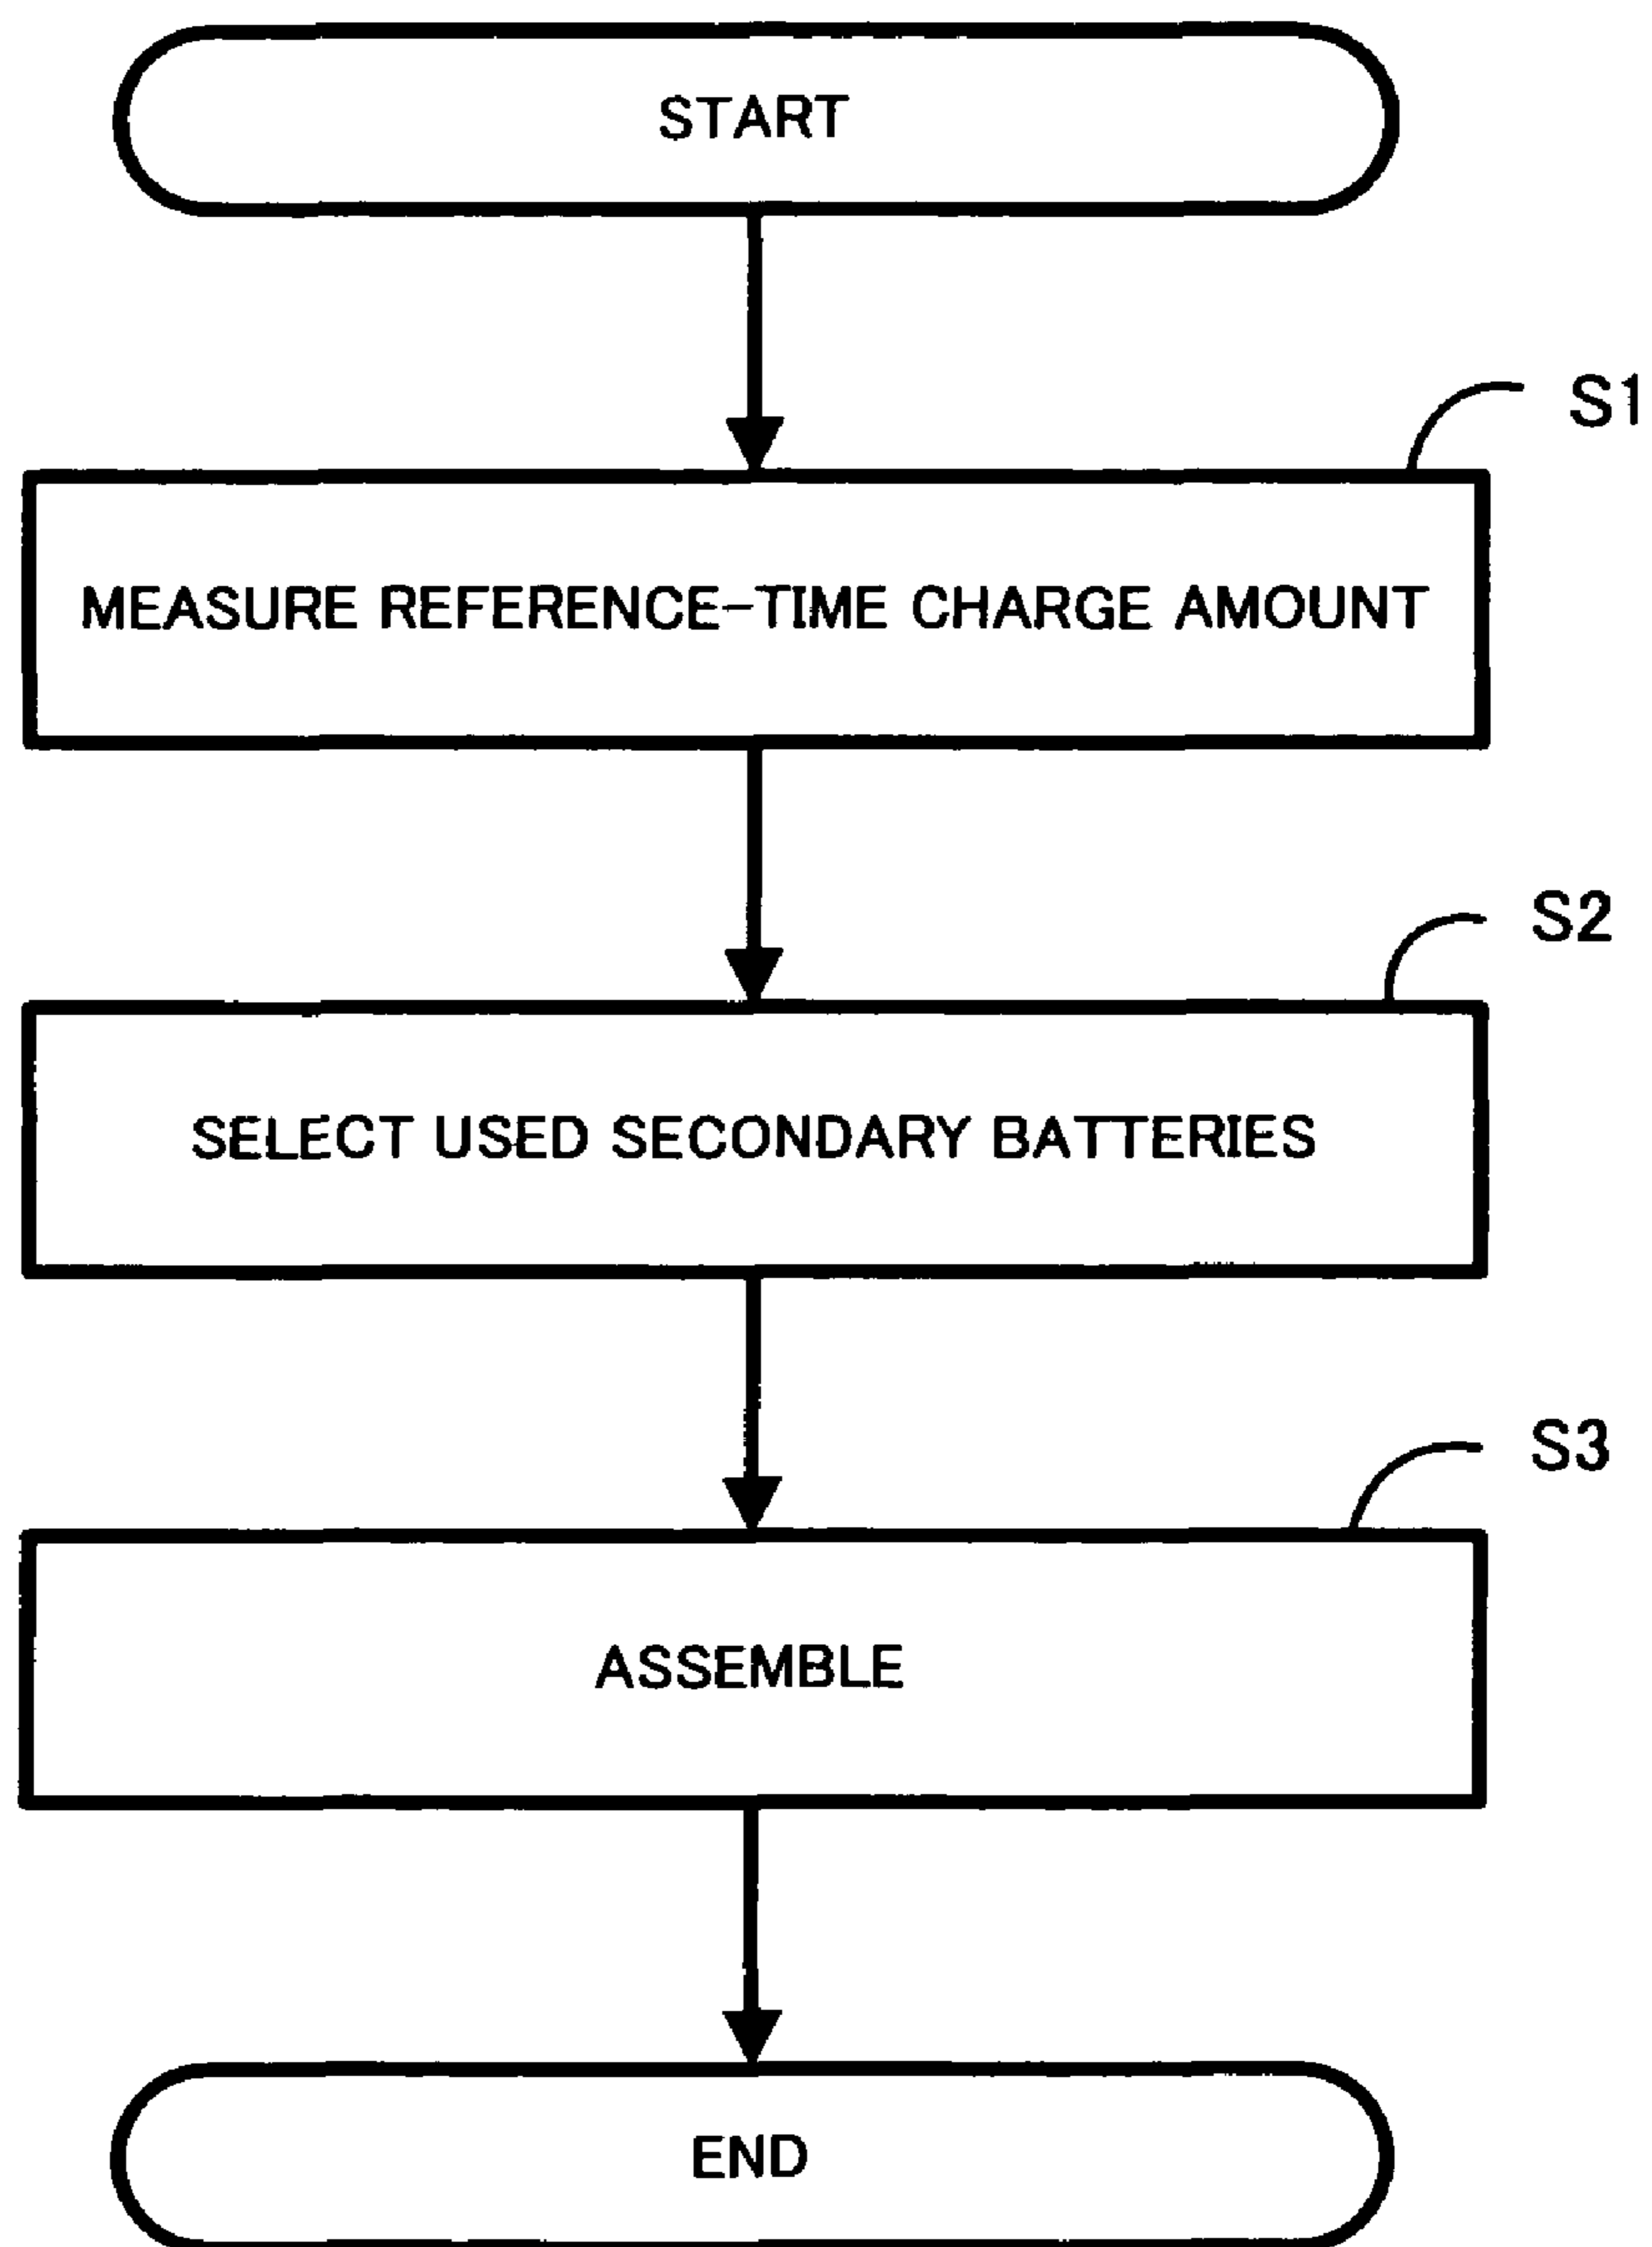 START
S1
MEASURE REFERENCE-TIME CHARGE AMOUNT
S2
SELECT USED SECONDARY BATTERIES
S3
ASSEMBLE
END